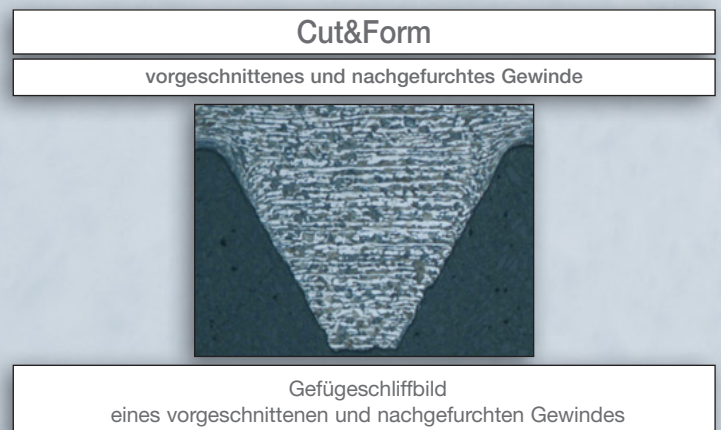 Cut&Form
vorgeschnittenes und nachgefurchtes Gewinde
Gefügeschliffbild
eines vorgeschnittenen und nachgefurchten Gewindes